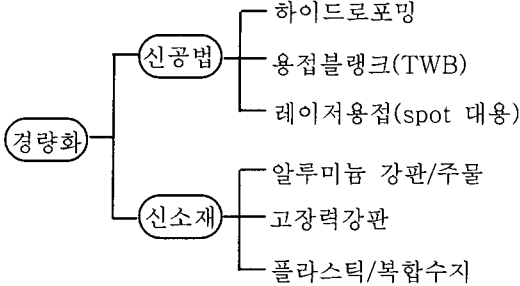 하이드로포밍
신공법
용접블랭크(TWB)
레이저용접(spot 대용)
경량화
알루미늄 강판/주물
신소재
고장력강판
플라스틱/복합수지